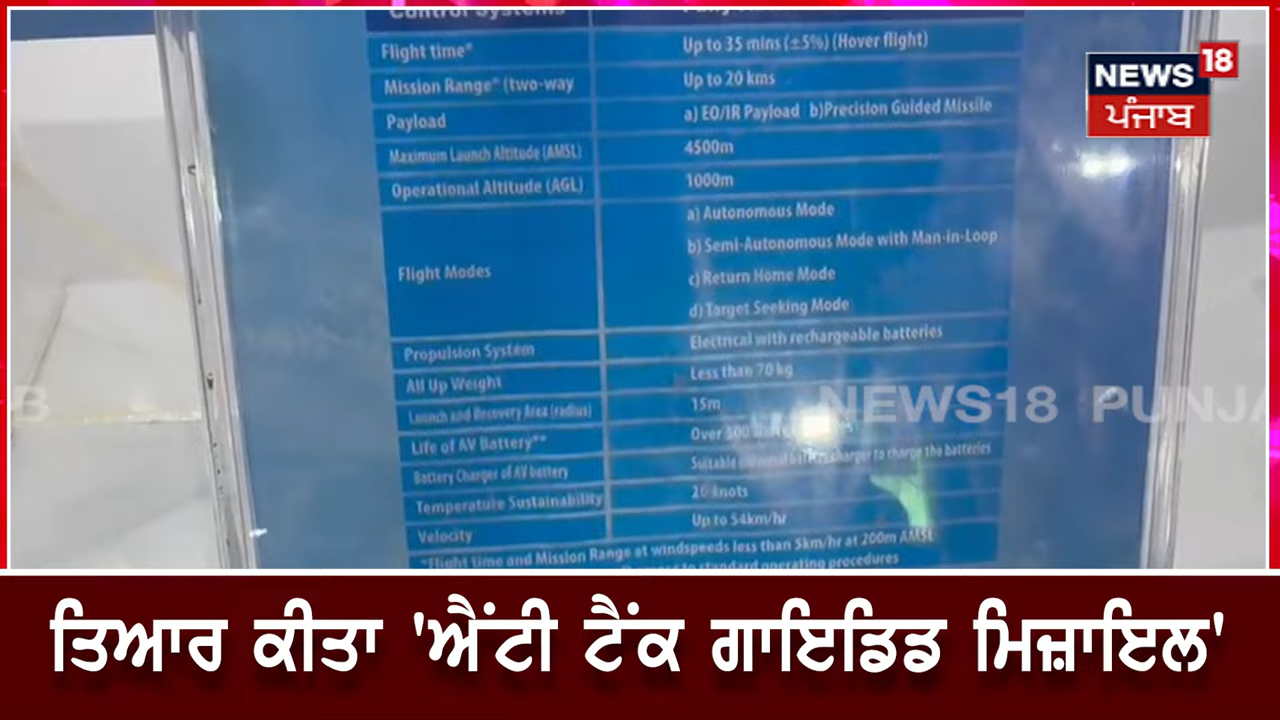 Control Systems
Flight time* Up to 35 mins (±5%) (Hover flight)
Mission Range* (two-way Up to 20 kms
Payload a) EO/IR Payload b)Precision Guided Missile
Maximum Launch Altitude (AMSL) 4500m
Operational Altitude (AGL) 1000m
a) Autonomous Mode
b) Semi-Autonomous Mode with Man-in-Loop
Flight Modes
c) Return Home Mode
d) Target Seeking Mode
Propulsion System Electrical with rechargeable batteries
All Up Weight Less than 70 kg
Launch and Recovery Area (radius) 15m
Life of AV Battery** Over 300
Battery Charger of AV battery Suitable charger to charge the batteries
Temperature Sustainability 20 knots
Velocity Up to 54km/hr
*Flight time and Mission Range at windspeeds less than 5km/hr at 200m AMSL
to standard operating procedures
NEWS 18
ਪੰਜਾਬ
NEWS18 PUNJA
B
ਤਿਆਰ ਕੀਤਾ 'ਐਂਟੀ ਟੈਂਕ ਗਾਇਡਿਡ ਮਿਜ਼ਾਇਲ'